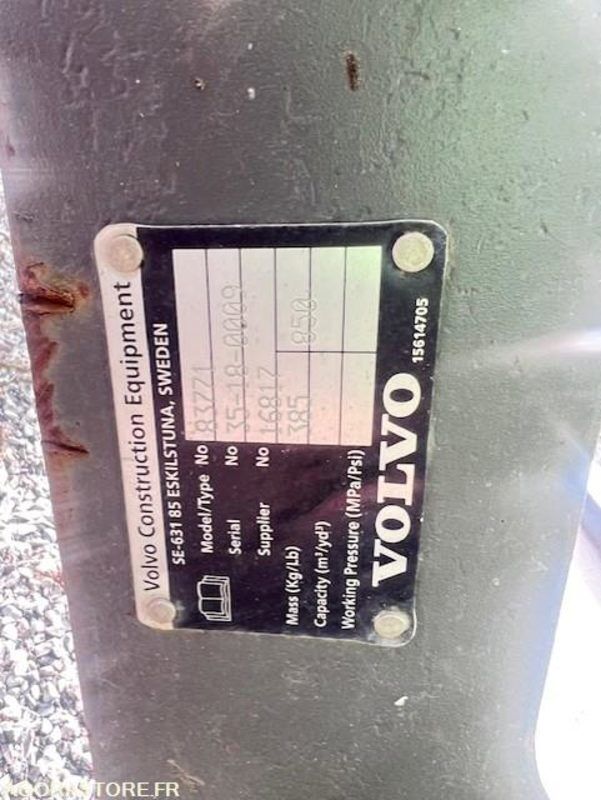 Volvo Construction Equipment
SE-631 85 ESKILSTUNA, SWEDEN
Model/Type No 83771
Serial No 35-18-0009
Supplier No 16817
Mass (Kg/Lb) 385 850
Capacity (m³/yd³)
Working Pressure (MPa/Psi)
VOLVO
15614705